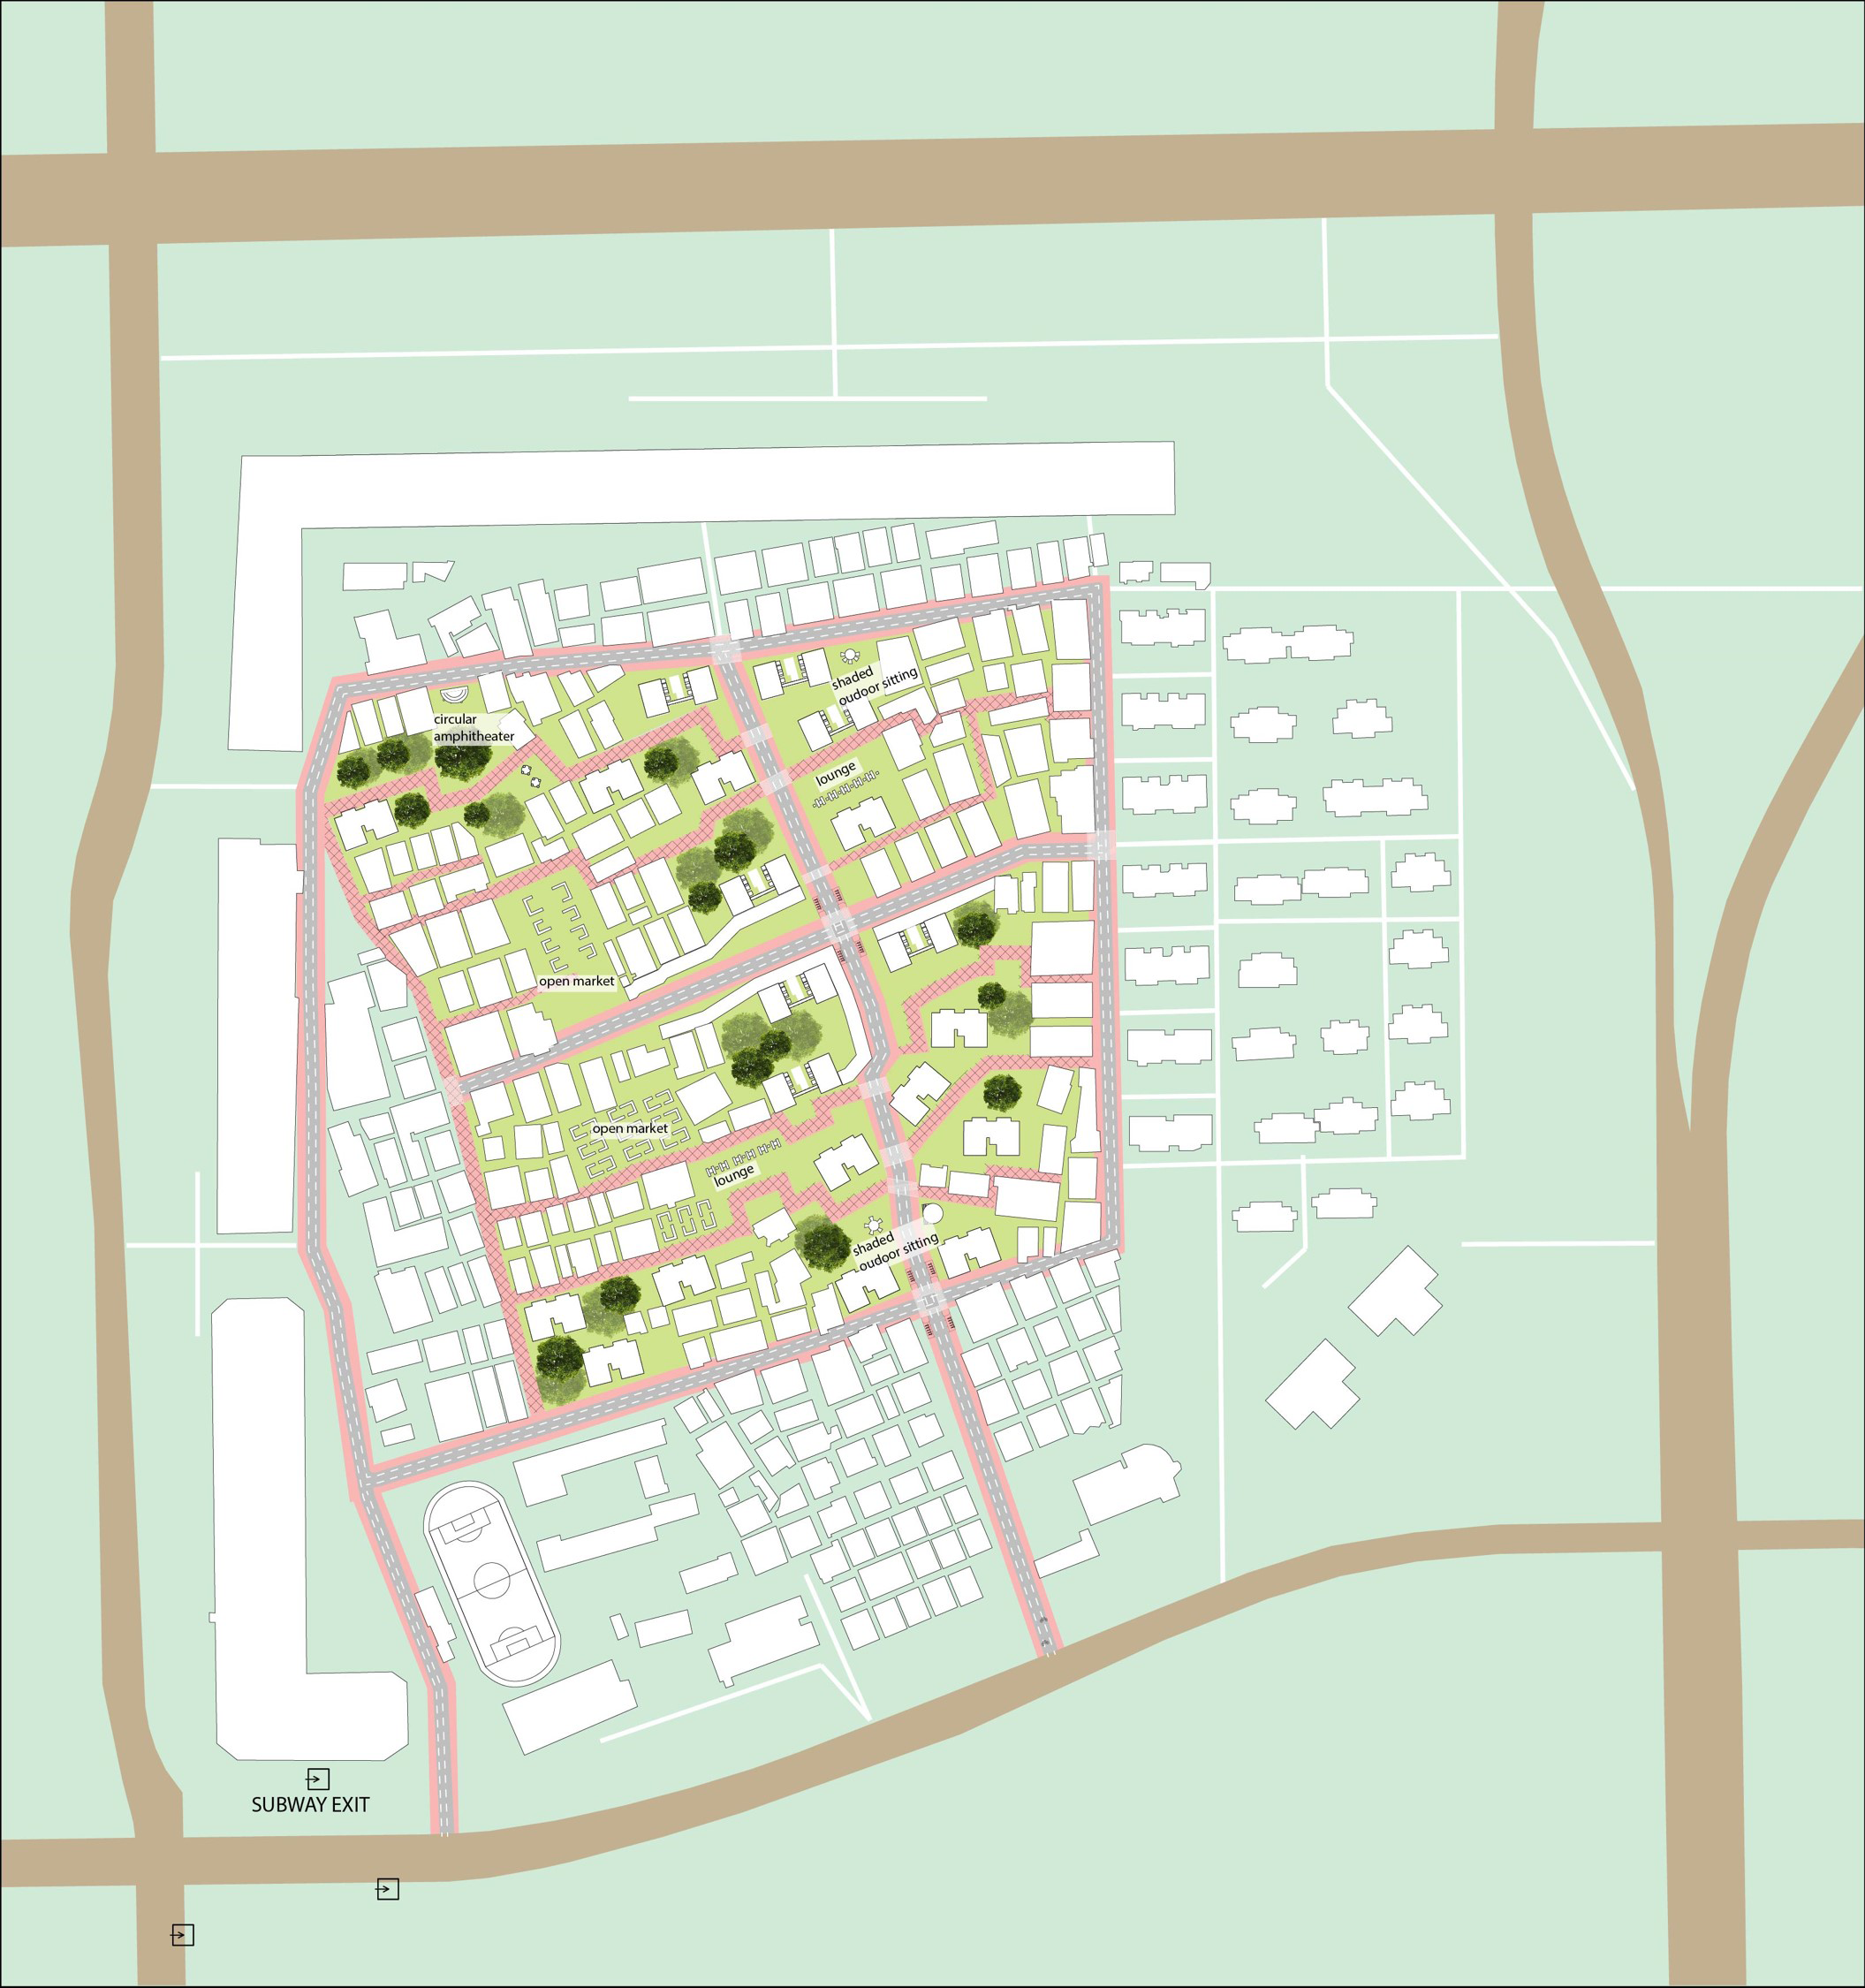 shaded
oudoor sitting
circular
amphitheater
lounge
open market
open market
lounge
shaded
oudoor sitting
SUBWAY EXIT